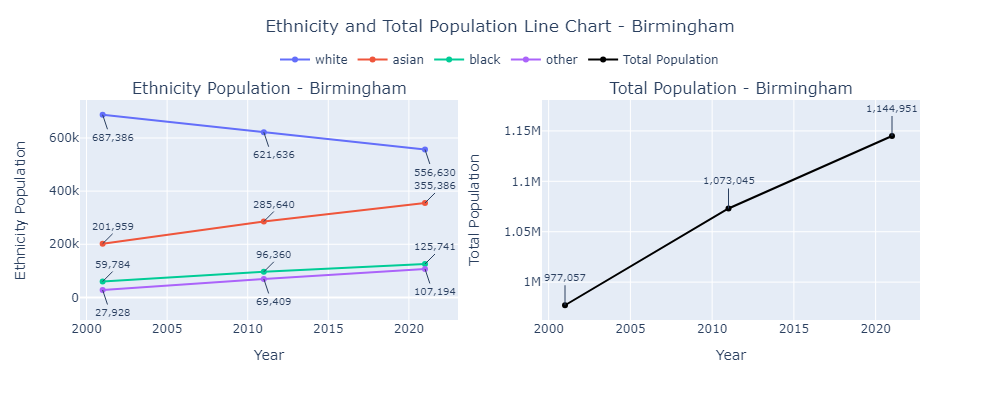 Ethnicity and Total Population Line Chart - Birmingham
white asian black other Total Population
Ethnicity Population - Birmingham
Ethnicity Population
600k
400k
200k
0
687,386
621,636
556,630
355,386
285,640
201,959
59,784
96,360
125,741
27,928
69,409
107,194
2000 2005 2010 2015 2020
Year
Total Population - Birmingham
Total Population
1.15M
1.1M
1.05M
1M
977,057
1,073,045
1,144,951
2000 2005 2010 2015 2020
Year